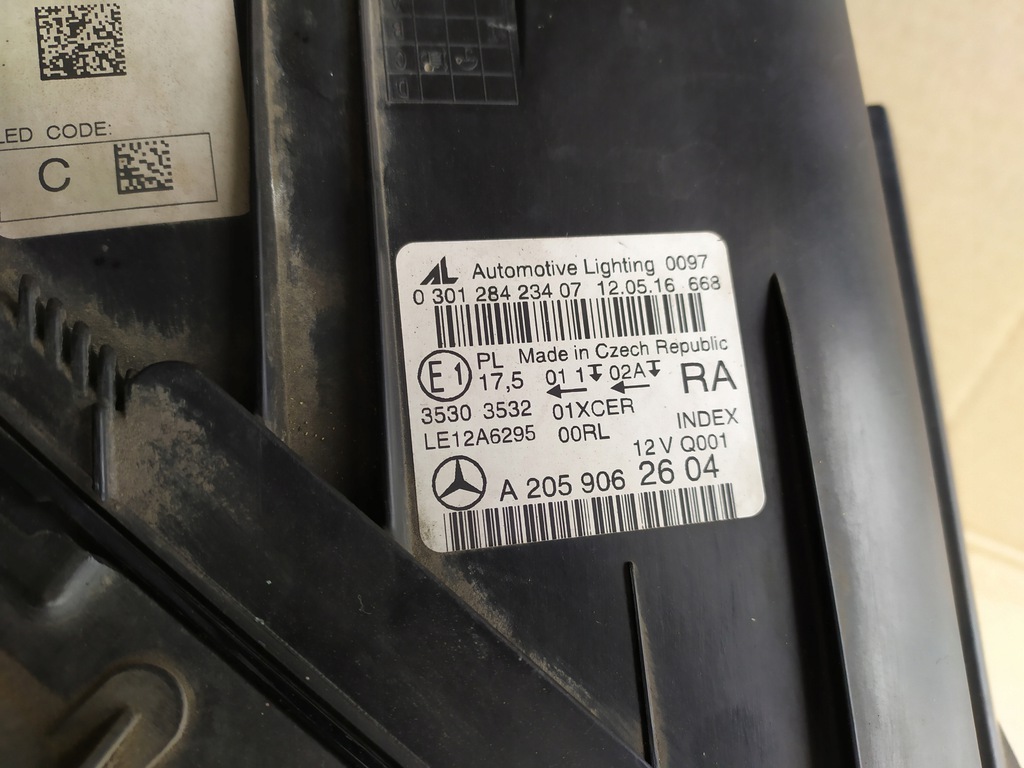 LED CODE:
C
AL Automotive Lighting 0097
0 301 284 234 07 12.05.16 668
E1 PL Made in Czech Republic
17,5 01 1 02A RA
3530 3532 01XCER INDEX
LE12A6295 00RL 12 V Q001
A 205 906 26 04